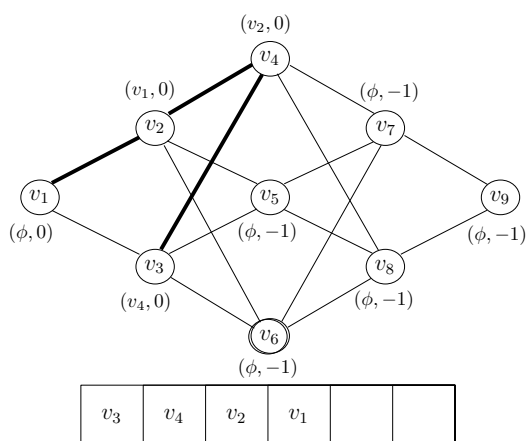 (v₂, 0)
v₄
(v₁, 0) (ϕ, −1)
v₂ v₇
v₁ v₅ v₉
(ϕ, 0) (ϕ, −1) (ϕ, −1)
v₃ v₈
(v₄, 0) (ϕ, −1)
v₆
(ϕ, −1)
v₃ v₄ v₂ v₁